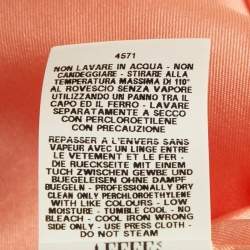 4571
NON LAVARE IN ACQUA - NON
CANDEGGIARE - STIRARE ALLA
TEMPERATURA MASSIMA DI 110°
AL ROVESCIO SENZA VAPORE
UTILIZZANDO UN PANNO TRA IL
CAPO ED IL FERRO - LAVARE
SEPARATAMENTE A SECCO
CON PERCLOROETILENE
CON PRECAUZIONE
REPASSER A L'ENVERS SANS
VAPEUR AVEC UN LINGE ENTRE
LE VETEMENT ET LE FER -
DIE RUECKSEITE MIT EINEM
TUCH ZWISCHEN GEWEBE UND
BUEGELEISEN OHNE DAMPF
BUEGELN - PROFESSIONALLY DRY
CLEAN ONLY PERCHLOROETHYLENE
WITH LIKE COLOURS - LOW
MOISTURE - TUMBLE COOL - NO
BLEACH - COOL IRON WRONG
SIDE ONLY - USE PRESS CLOTH-
DO NOT STEAM